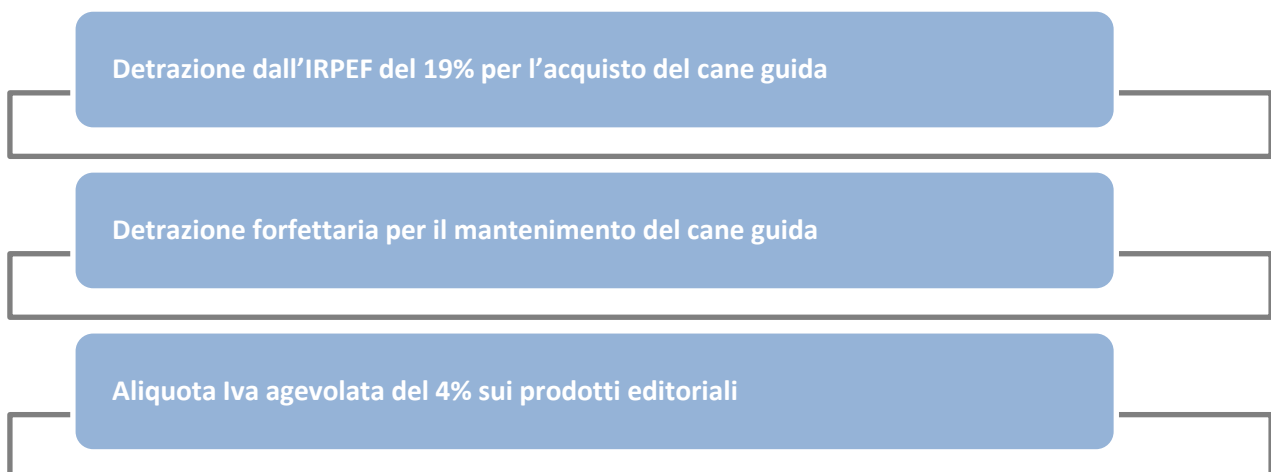 Detrazione dall’IRPEF del 19% per l’acquisto del cane guida
Detrazione forfettaria per il mantenimento del cane guida
Aliquota Iva agevolata del 4% sui prodotti editoriali